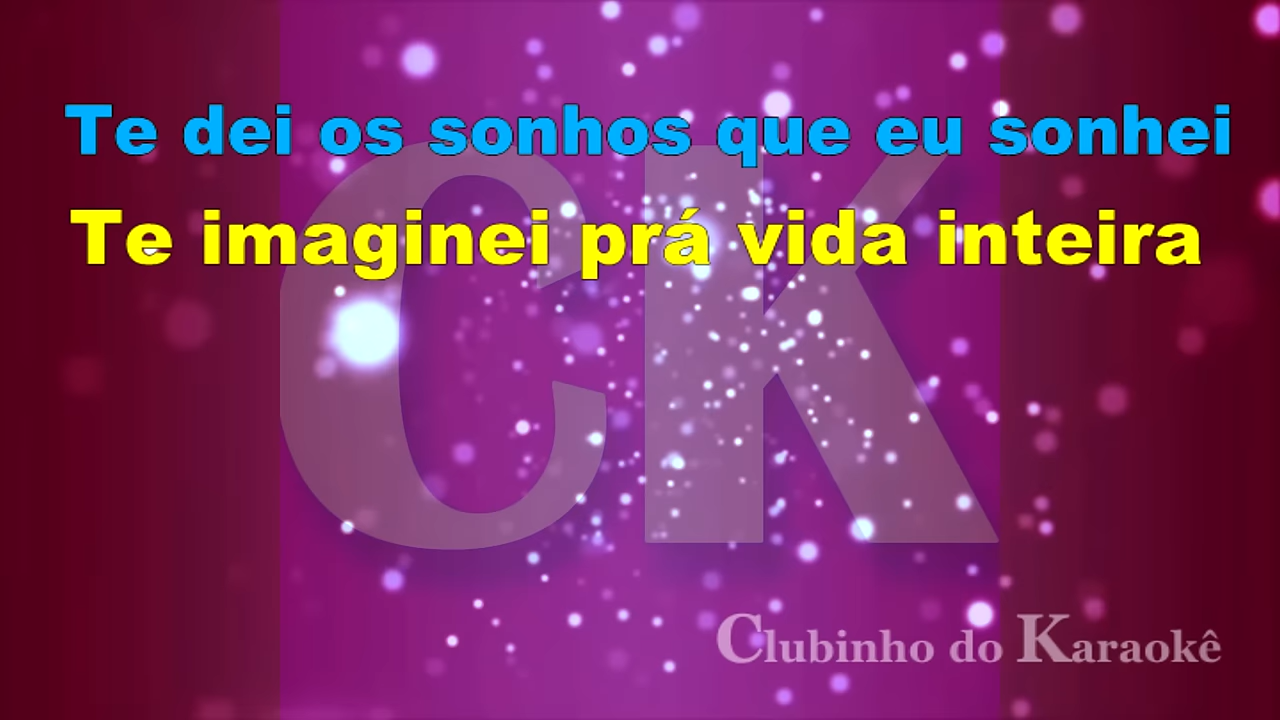 Te dei os sonhos que eu sonhei
Te imaginei prá vida inteira
CK
Clubinho do Karaokê